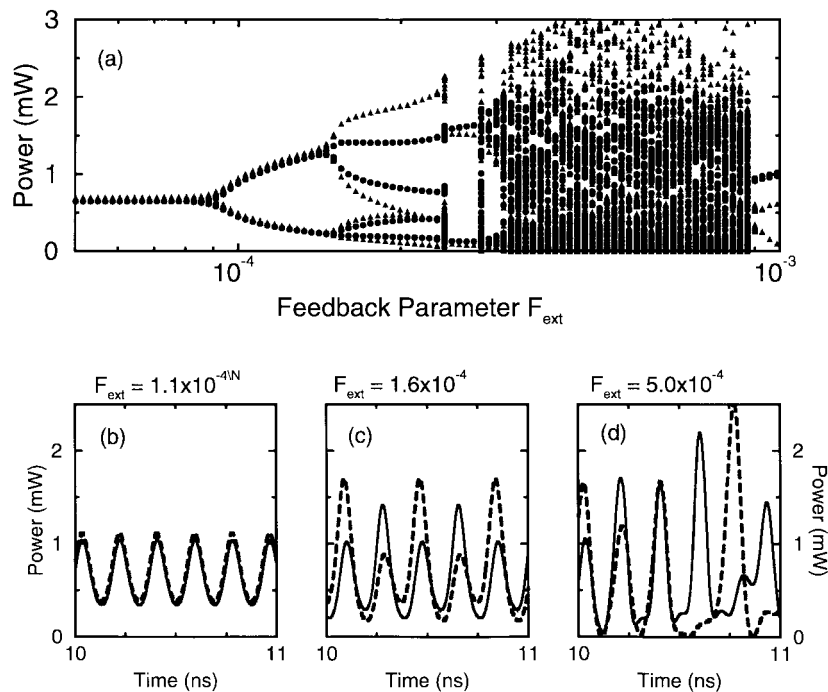 3
(a)
2
Power (mW)
1
0
10^-4
10^-3
Feedback Parameter F_ext
F_ext = 1.1x10^-4\N
F_ext = 1.6x10^-4
F_ext = 5.0x10^-4
(b)
(c)
(d)
2
2
Power (mW)
Power (mW)
1
1
0
0
10
11
10
11
10
11
Time (ns)
Time (ns)
Time (ns)